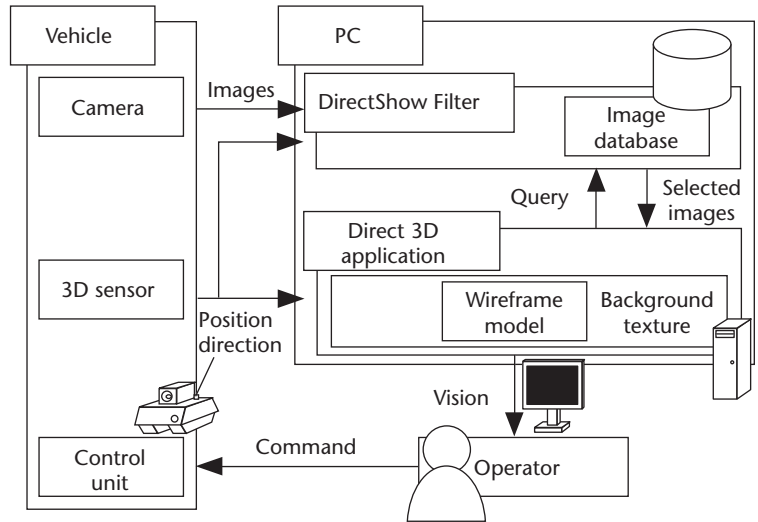 Vehicle
PC
Camera
Images
DirectShow Filter
Image
database
Query
Selected
images
Direct 3D
application
3D sensor
Position
direction
Wireframe
model
Background
texture
Vision
Control
unit
Command
Operator